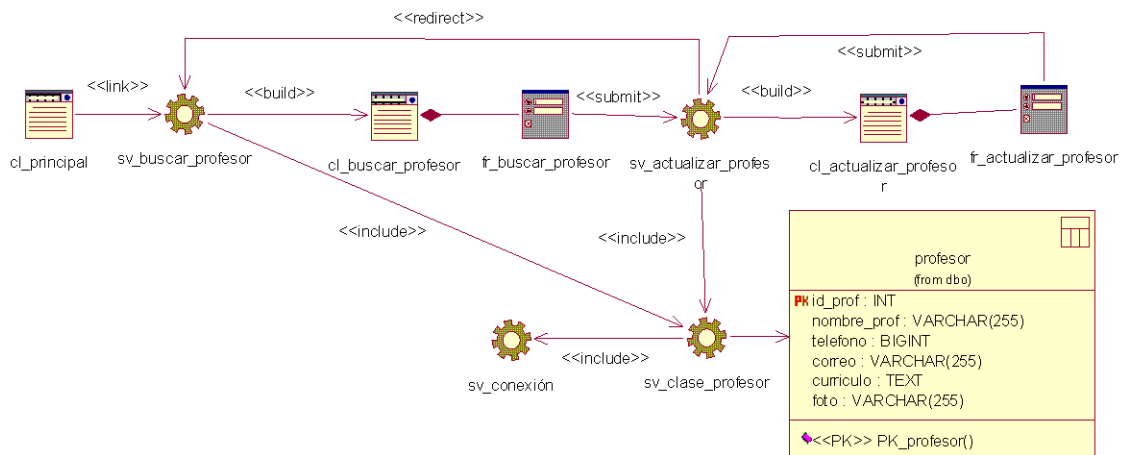 <<redirect>>
<<submit>>
<<link>>
<<build>>
<<submit>>
<<build>>
cl_principal
sv_buscar_profesor
cl_buscar_profesor
fr_buscar_profesor
sv_actualizar_profes
or
cl_actualizar_profeso
r
fr_actualizar_profesor
<<include>>
<<include>>
profesor
(from dbo)
PK id_prof : INT
nombre_prof : VARCHAR(255)
telefono : BIGINT
correo : VARCHAR(255)
curriculo : TEXT
foto : VARCHAR(255)
<<PK>> PK_profesor()
<<include>>
sv_conexión
sv_clase_profesor